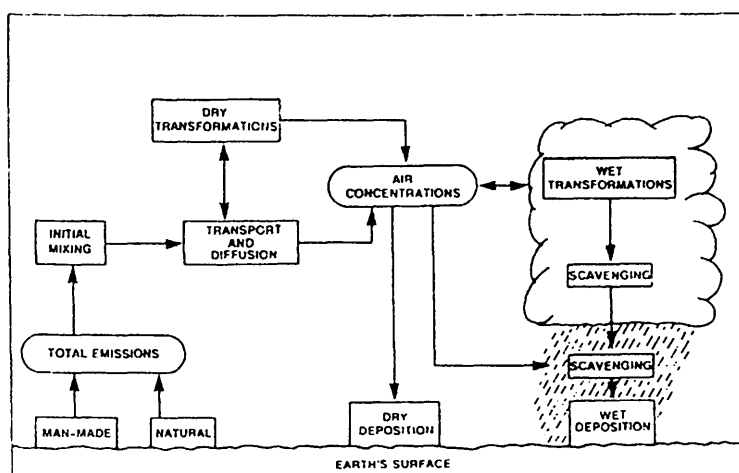 DRY
TRANSFORMATIONS
AIR
CONCENTRATIONS
WET
TRANSFORMATIONS
INITIAL
MIXING
TRANSPORT
AND
DIFFUSION
SCAVENGING
TOTAL EMISSIONS
SCAVENGING
MAN-MADE
NATURAL
DRY
DEPOSITION
WET
DEPOSITION
EARTH'S SURFACE